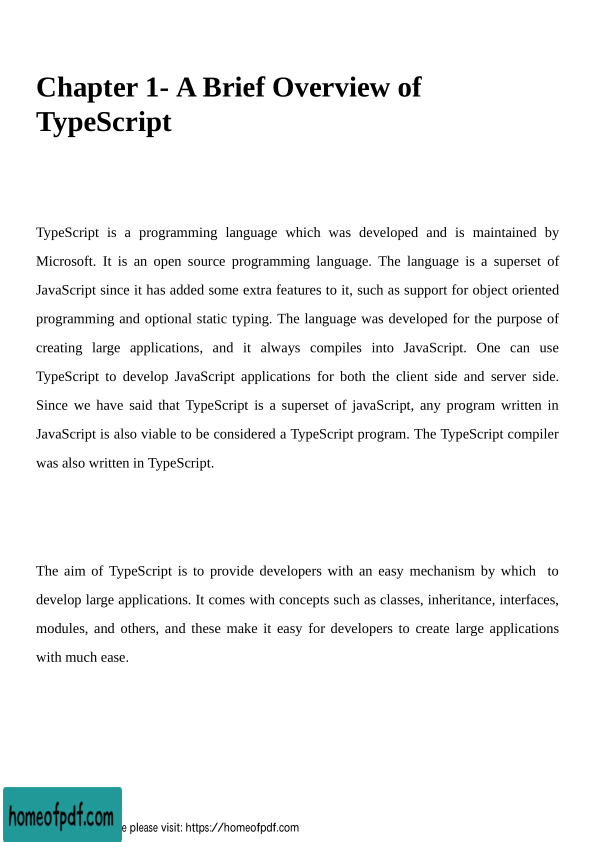 Chapter 1- A Brief Overview of
TypeScript
TypeScript is a programming language which was developed and is maintained by
Microsoft. It is an open source programming language. The language is a superset of
JavaScript since it has added some extra features to it, such as support for object oriented
programming and optional static typing. The language was developed for the purpose of
creating large applications, and it always compiles into JavaScript. One can use
TypeScript to develop JavaScript applications for both the client side and server side.
Since we have said that TypeScript is a superset of javaScript, any program written in
JavaScript is also viable to be considered a TypeScript program. The TypeScript compiler
was also written in TypeScript.
The aim of TypeScript is to provide developers with an easy mechanism by which to
develop large applications. It comes with concepts such as classes, inheritance, interfaces,
modules, and others, and these make it easy for developers to create large applications
with much ease.
homeofpdf.com
e please visit: https://homeofpdf.com